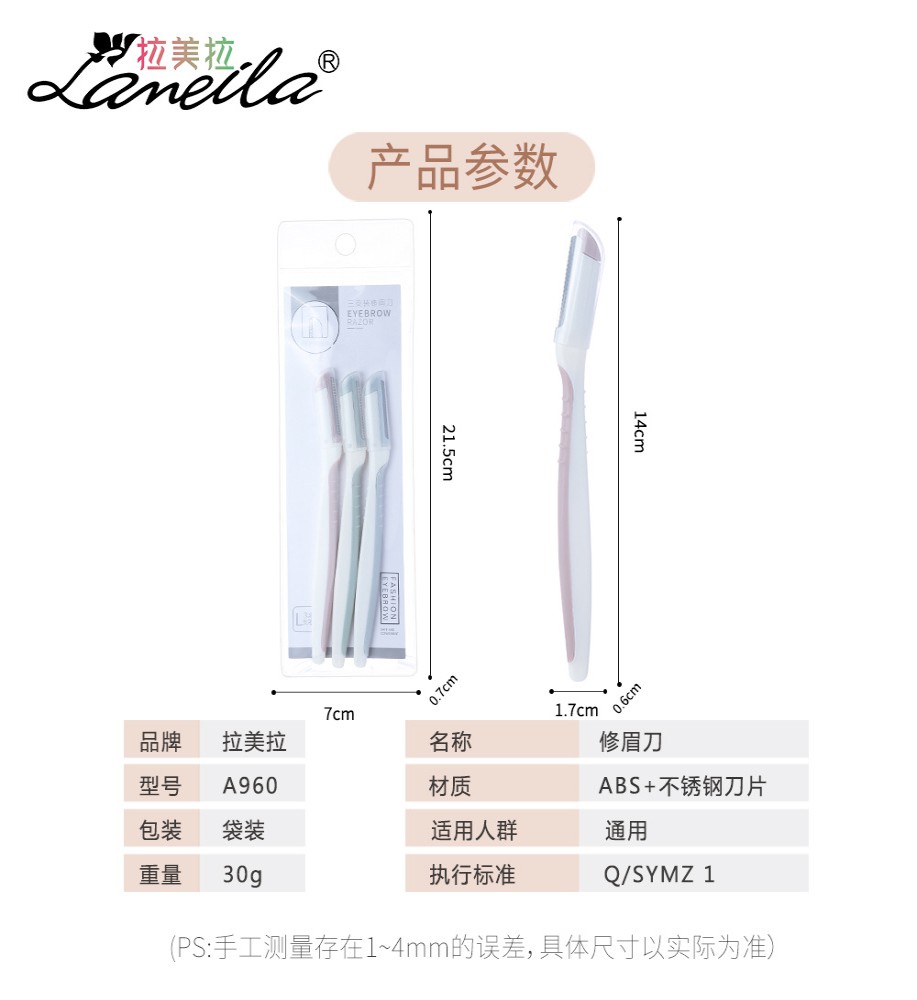 拉美拉
Laneila®
产品参数
EYEBROW
RAZOR
FASHION
EYEBROW
21.5cm
14cm
7cm
0.7cm
1.7cm
0.6cm
品牌 拉美拉 名称 修眉刀
型号 A960 材质 ABS+不锈钢刀片
包装 袋装 适用人群 通用
重量 30g 执行标准 Q/SYMZ 1
(PS:手工测量存在1~4mm的误差,具体尺寸以实际为准)